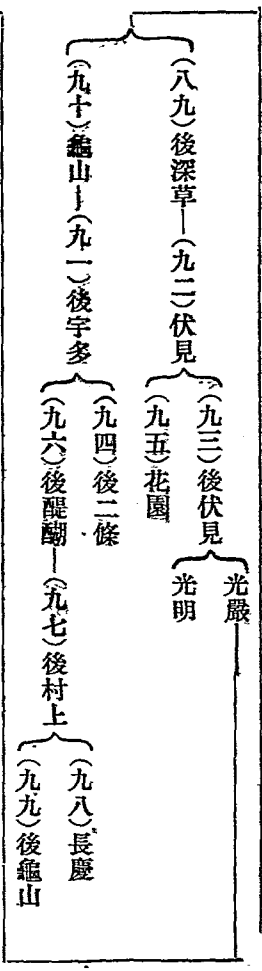 (八九)後深草—(九二)伏見
(九三)後伏見
光嚴
光明
(九五)花園
(九十)龜山—(九一)後宇多
(九四)後二條
(九六)後醍醐—(九七)後村上
(九八)長慶
(九九)後龜山